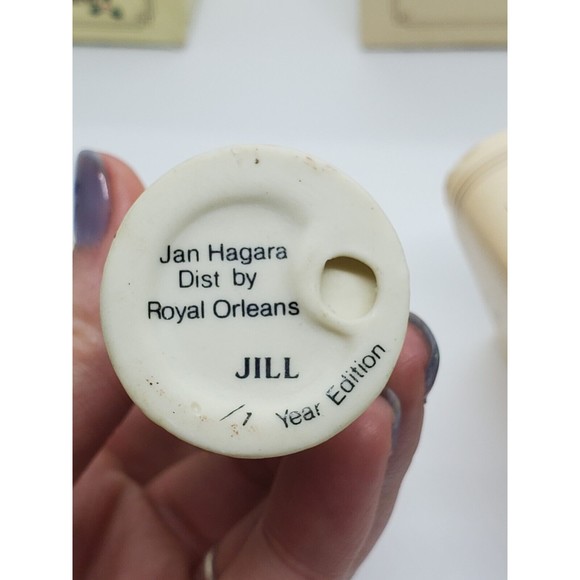 Jan Hagara
Dist by
Royal Orleans
JILL
/1 Year Edition